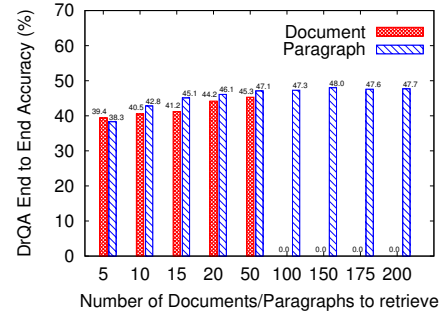 70
60
50
40
30
20
10
0
DrQA End to End Accuracy (%)
Document
Paragraph
39.4 38.3 40.5 42.8 41.2 45.1 44.2 46.1 45.3 47.1 0.0 47.3 0.0 48.0 0.0 47.6 0.0 47.7
5 10 15 20 50 100 150 175 200
Number of Documents/Paragraphs to retrieve